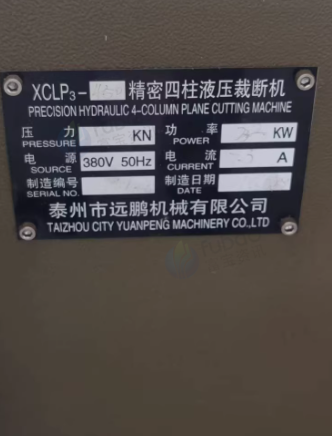 XCLP3- 精密四柱液压裁断机
PRECISION HYDRAULIC 4-COLUMN PLANE CUTTING MACHINE
压 力 KN 功 率 KW
PRESSURE POWER
电 源 380V 50Hz 电 流 A
SOURCE CURRENT
制造编号 制造日期
SERIAL NO. DATE
泰州市远鹏机械有限公司
TAIZHOU CITY YUANPENG MACHINERY CO.,LTD